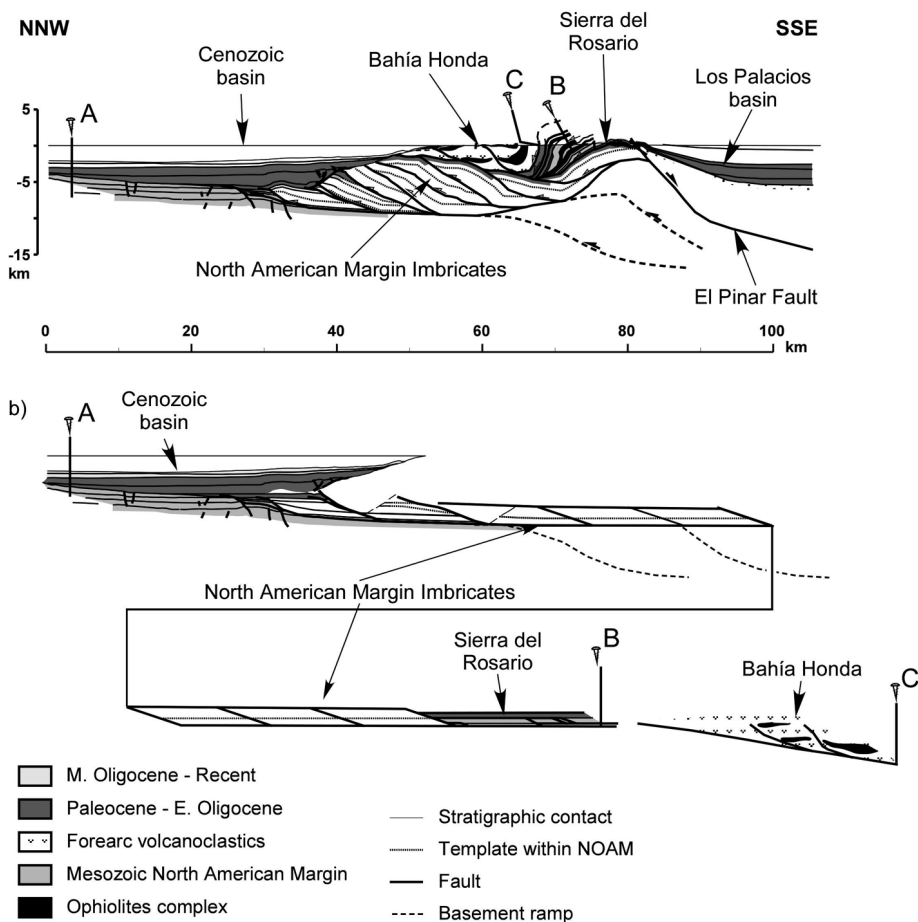 NNW
Cenozoic
basin
Bahía Honda
C
B
Sierra del
Rosario
SSE
Los Palacios
basin
A
5
0
-5
-15
km
North American Margin Imbricates
El Pinar Fault
0
20
40
60
80
100
km
b)
A
Cenozoic
basin
North American Margin Imbricates
Sierra del
Rosario
B
Bahía Honda
C
M. Oligocene - Recent
Paleocene - E. Oligocene
Forearc volcanoclastics
Mesozoic North American Margin
Ophiolites complex
Stratigraphic contact
Template within NOAM
Fault
Basement ramp